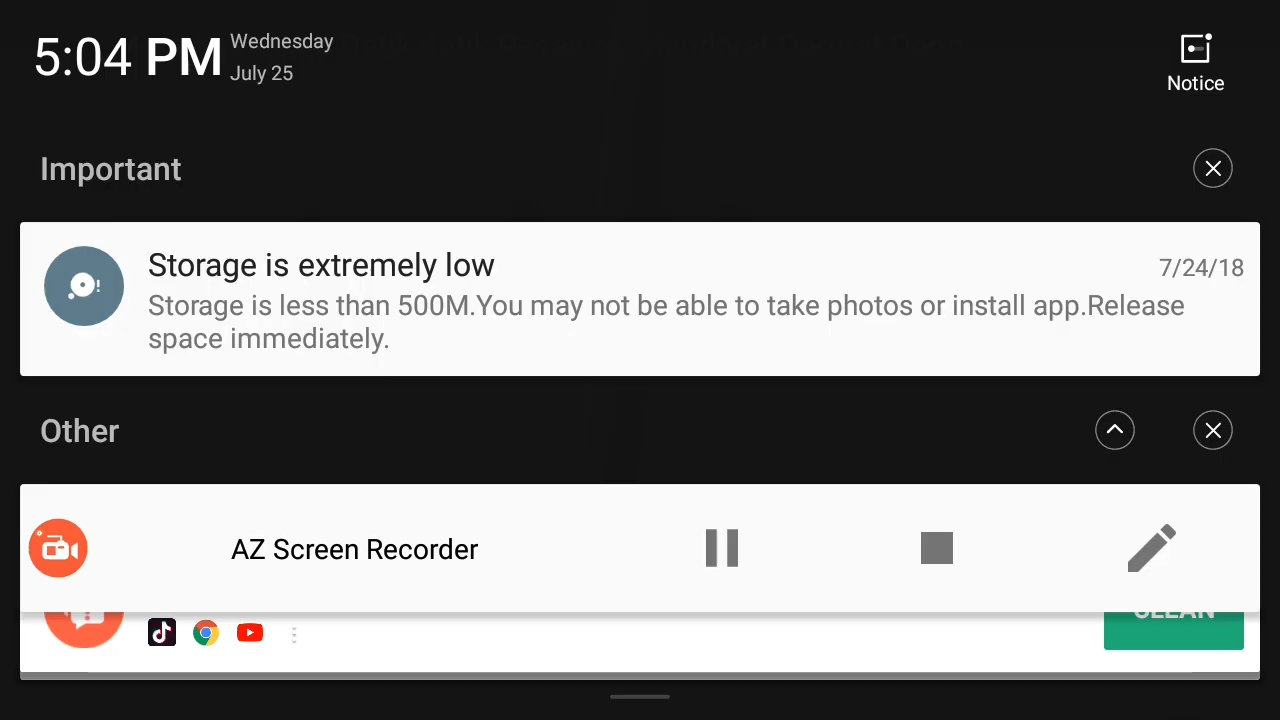 5:04 PM
Wednesday
July 25
Notice
Important
Storage is extremely low
7/24/18
Storage is less than 500M.You may not be able to take photos or install app.Release
space immediately.
Other
AZ Screen Recorder
CLEAN